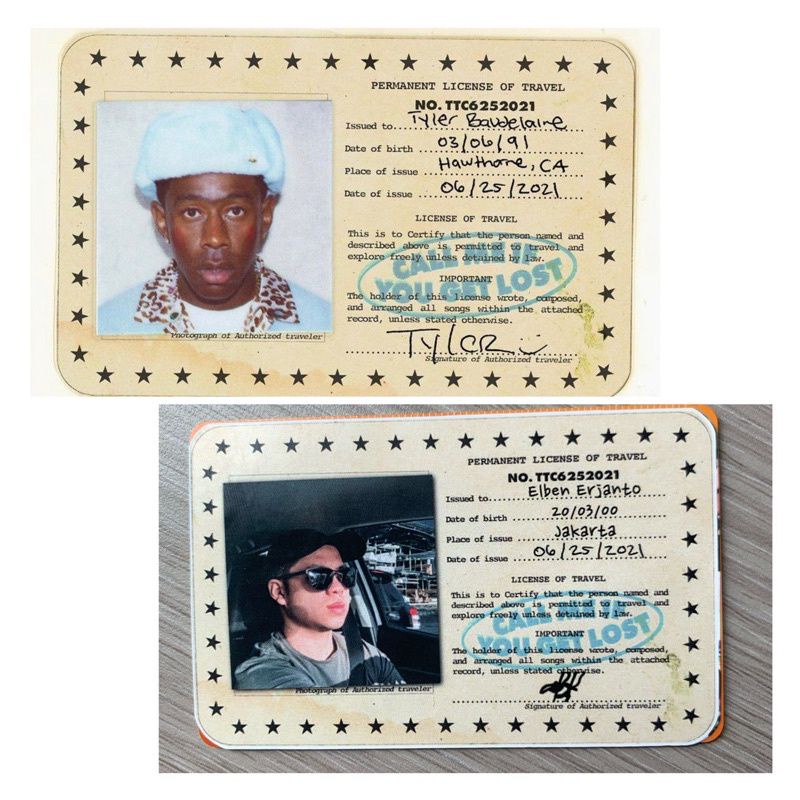 PERMANENT LICENSE OF TRAVEL
NO. TTC6252021
Issued to Tyler Baudelaire
Date of birth 03/06/91
Place of issue Hawthorne, CA
Date of issue 06/25/2021
LICENSE OF TRAVEL
This is to Certify that the person named and
described above is permitted to travel and
explore freely unless detained by law.
CALL ME IF
YOU GET LOST
IMPORTANT
The holder of this license wrote, composed,
and arranged all songs within the attached
record, unless stated otherwise.
TYLER
Signature of Authorized traveler
Photograph of Authorized traveler
PERMANENT LICENSE OF TRAVEL
NO. TTC6252021
Issued to Elben Erjanto
Date of birth 20/03/00
Place of issue Jakarta
Date of issue 06/25/2021
LICENSE OF TRAVEL
This is to Certify that the person named and
described above is permitted to travel and
explore freely unless detained by law.
CALL ME IF
YOU GET LOST
IMPORTANT
The holder of this license wrote, composed,
and arranged all songs within the attached
record, unless stated otherwise.
Signature of Authorized traveler
Photograph of Authorized traveler